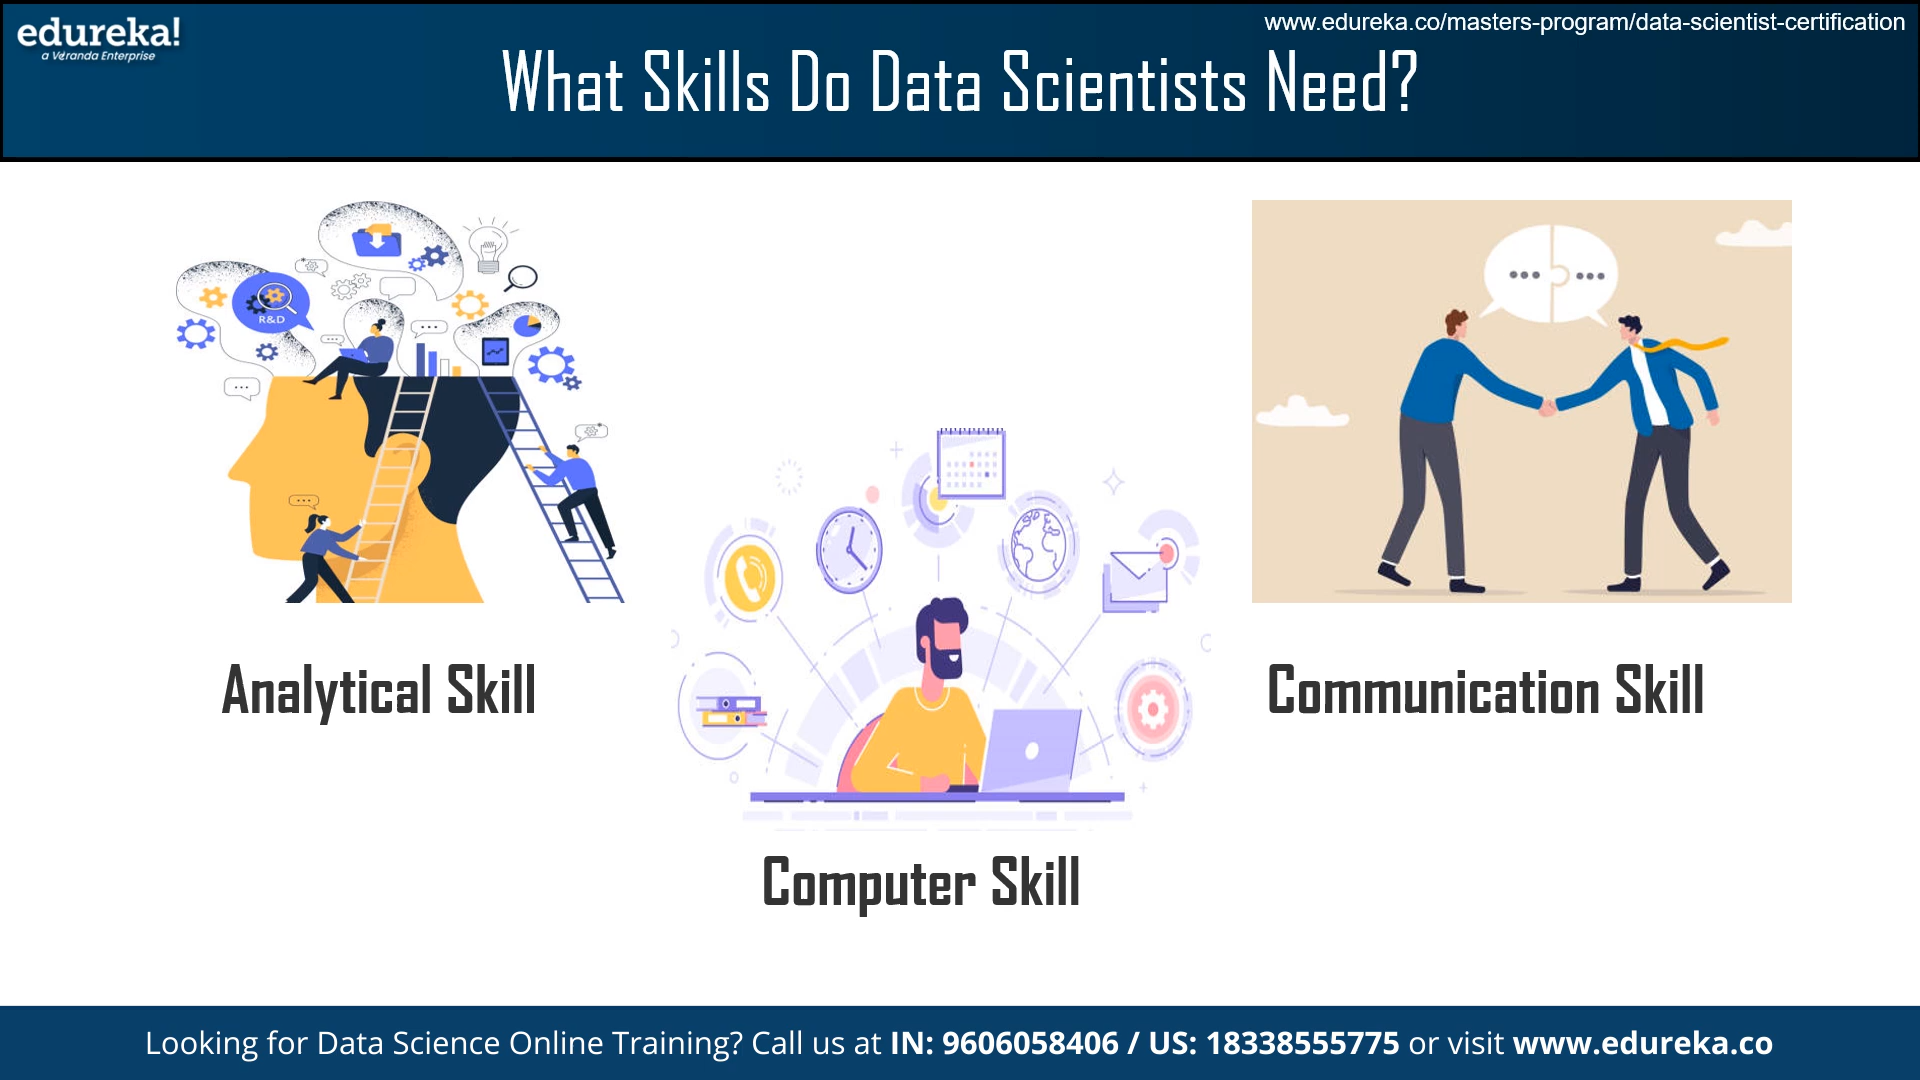 edureka!
a Veranda Enterprise
www.edureka.co/masters-program/data-scientist-certification
What Skills Do Data Scientists Need?
R&D
Analytical Skill
Communication Skill
Computer Skill
Looking for Data Science Online Training? Call us at IN: 9606058406 / US: 18338555775 or visit www.edureka.co